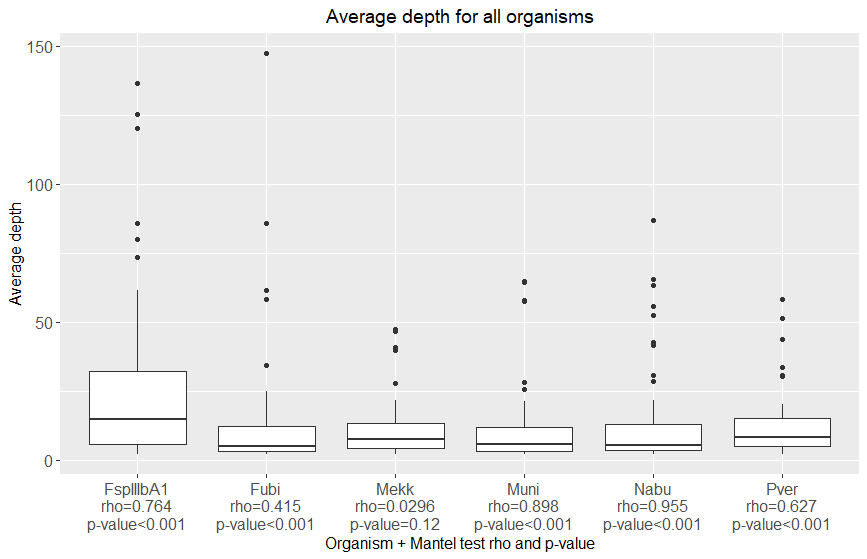 Average depth for all organisms
Average depth
150
100
50
0
FspIIIbA1 Fubi Mekk Muni Nabu Pver
rho=0.764 rho=0.415 rho=0.0296 rho=0.898 rho=0.955 rho=0.627
p-value<0.001 p-value<0.001 p-value=0.12 p-value<0.001 p-value<0.001 p-value<0.001
Organism + Mantel test rho and p-value